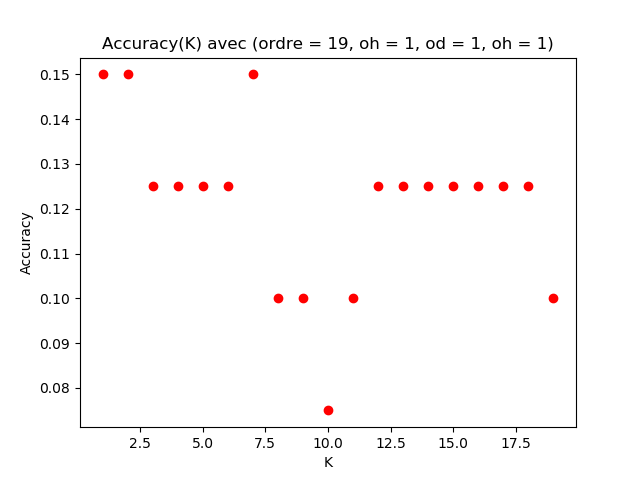 Accuracy(K) avec (ordre = 19, oh = 1, od = 1, oh = 1)
0.15
0.14
0.13
0.12
0.11
0.10
0.09
0.08
Accuracy
2.5 5.0 7.5 10.0 12.5 15.0 17.5
K